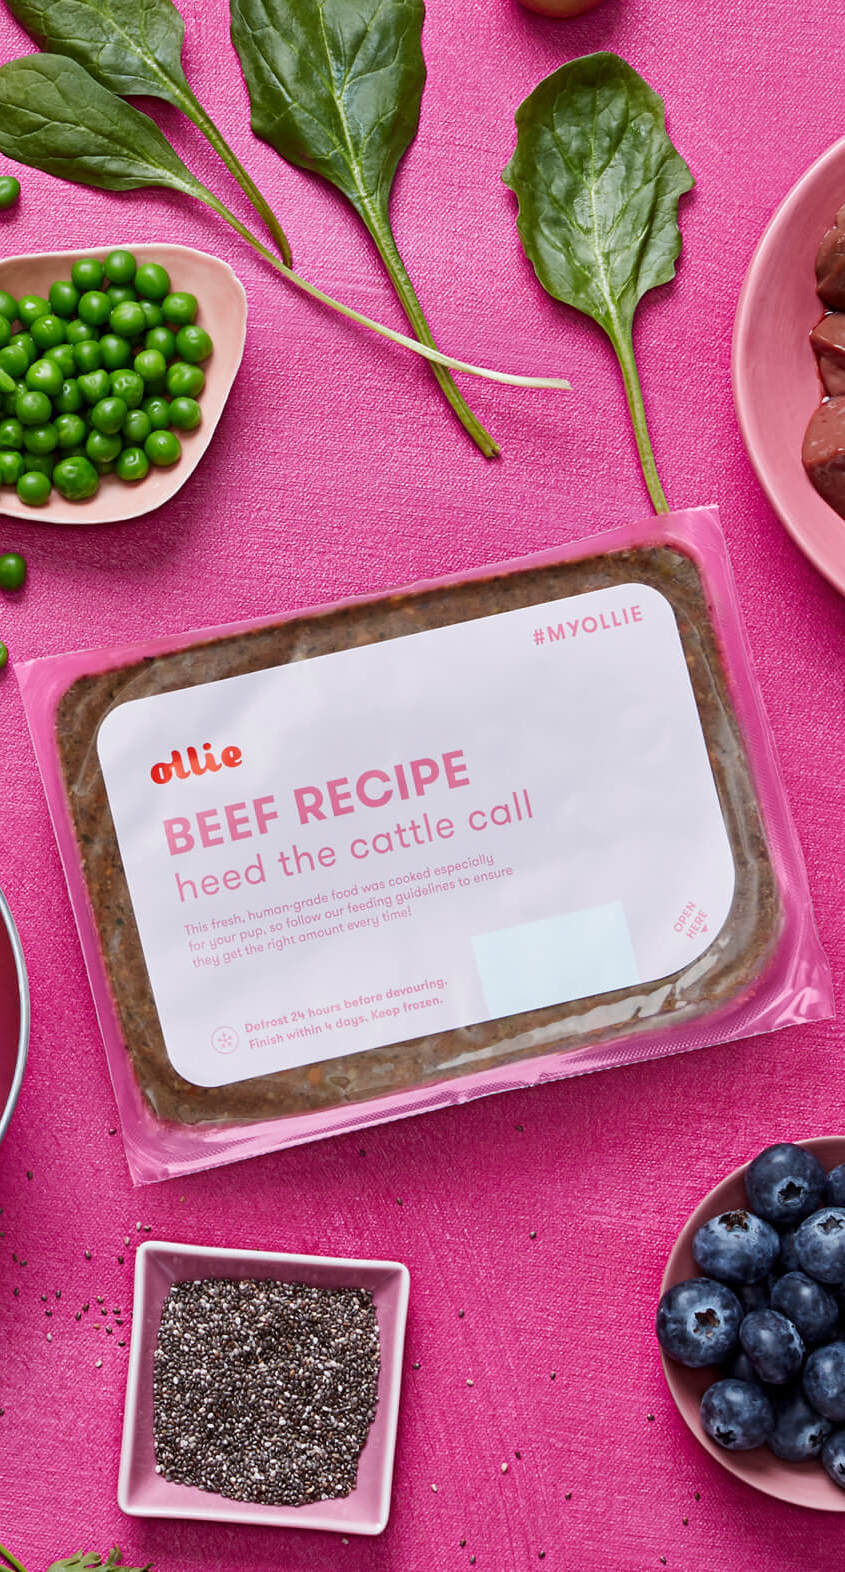 #MYOLLIE
ollie
BEEF RECIPE
heed the cattle call
This fresh, human-grade food was cooked especially
for your pup, so follow our feeding guidelines to ensure
they get the right amount every time!
OPEN
HERE
Defrost 24 hours before devouring.
Finish within 4 days. Keep frozen.